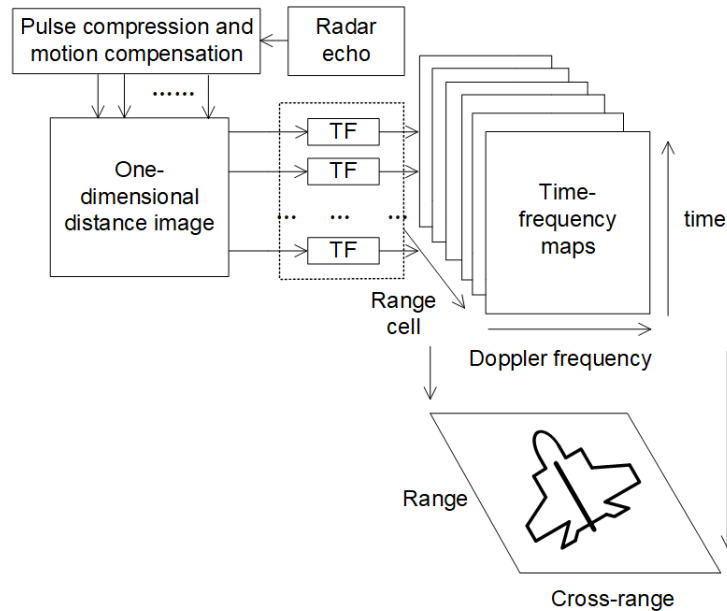 Pulse compression and
motion compensation
Radar
echo
......
One-
dimensional
distance image
TF
TF
... ... ...
TF
Time-
frequency
maps
time
Range
cell
Doppler frequency
Range
Cross-range